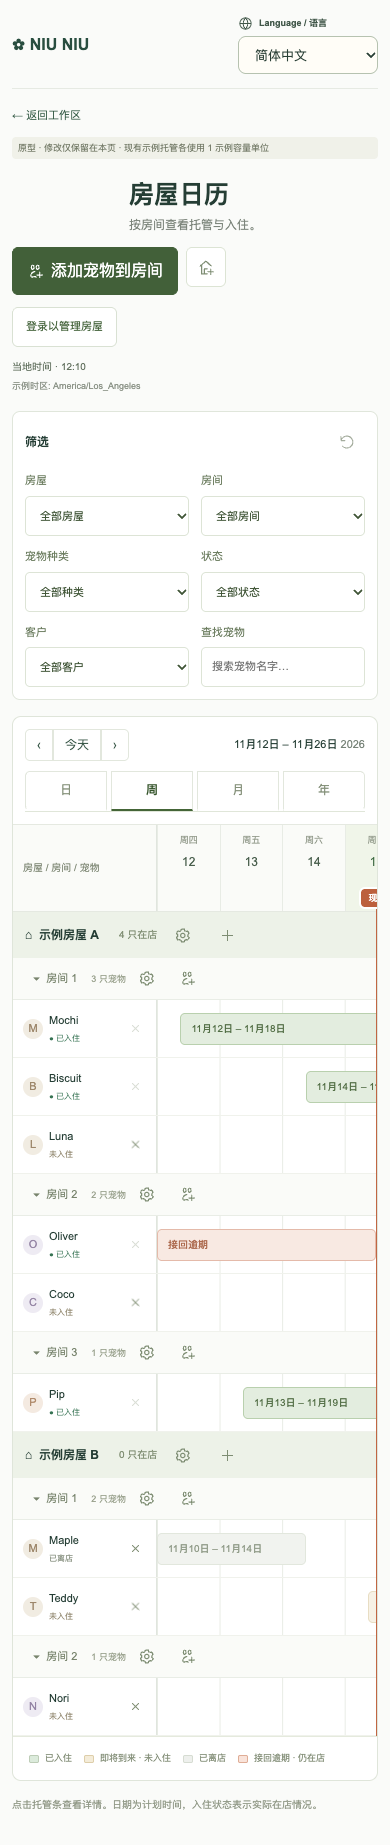 Language / 语言
✿ NIU NIU
简体中文
← 返回工作区
原型 · 修改仅保留在本页 · 现有示例托管各使用 1 示例容量单位
房屋日历
按房间查看托管与入住。
添加宠物到房间
登录以管理房屋
当地时间 · 12:10
示例时区: America/Los_Angeles
筛选
房屋 房间
全部房屋 全部房间
宠物种类 状态
全部种类 全部状态
客户 查找宠物
全部客户 搜索宠物名字...
‹ 今天 › 11月12日 – 11月26日 2026
日 周 月 年
周四 周五 周六
房屋 / 房间 / 宠物 12 13 14
现
示例房屋 A 4 只在店
房间 1 3 只宠物
M Mochi × 11月12日 – 11月18日
● 已入住
B Biscuit × 11月14日 – 1
● 已入住
L Luna ×
未入住
房间 2 2 只宠物
O Oliver × 接回逾期
● 已入住
C Coco ×
未入住
房间 3 1 只宠物
P Pip × 11月13日 – 11月19日
● 已入住
示例房屋 B 0 只在店
房间 1 2 只宠物
M Maple × 11月10日 – 11月14日
已离店
T Teddy ×
未入住
房间 2 1 只宠物
N Nori ×
未入住
已入住 即将到来 · 未入住 已离店 接回逾期 · 仍在店
点击托管条查看详情。日期为计划时间，入住状态表示实际在店情况。